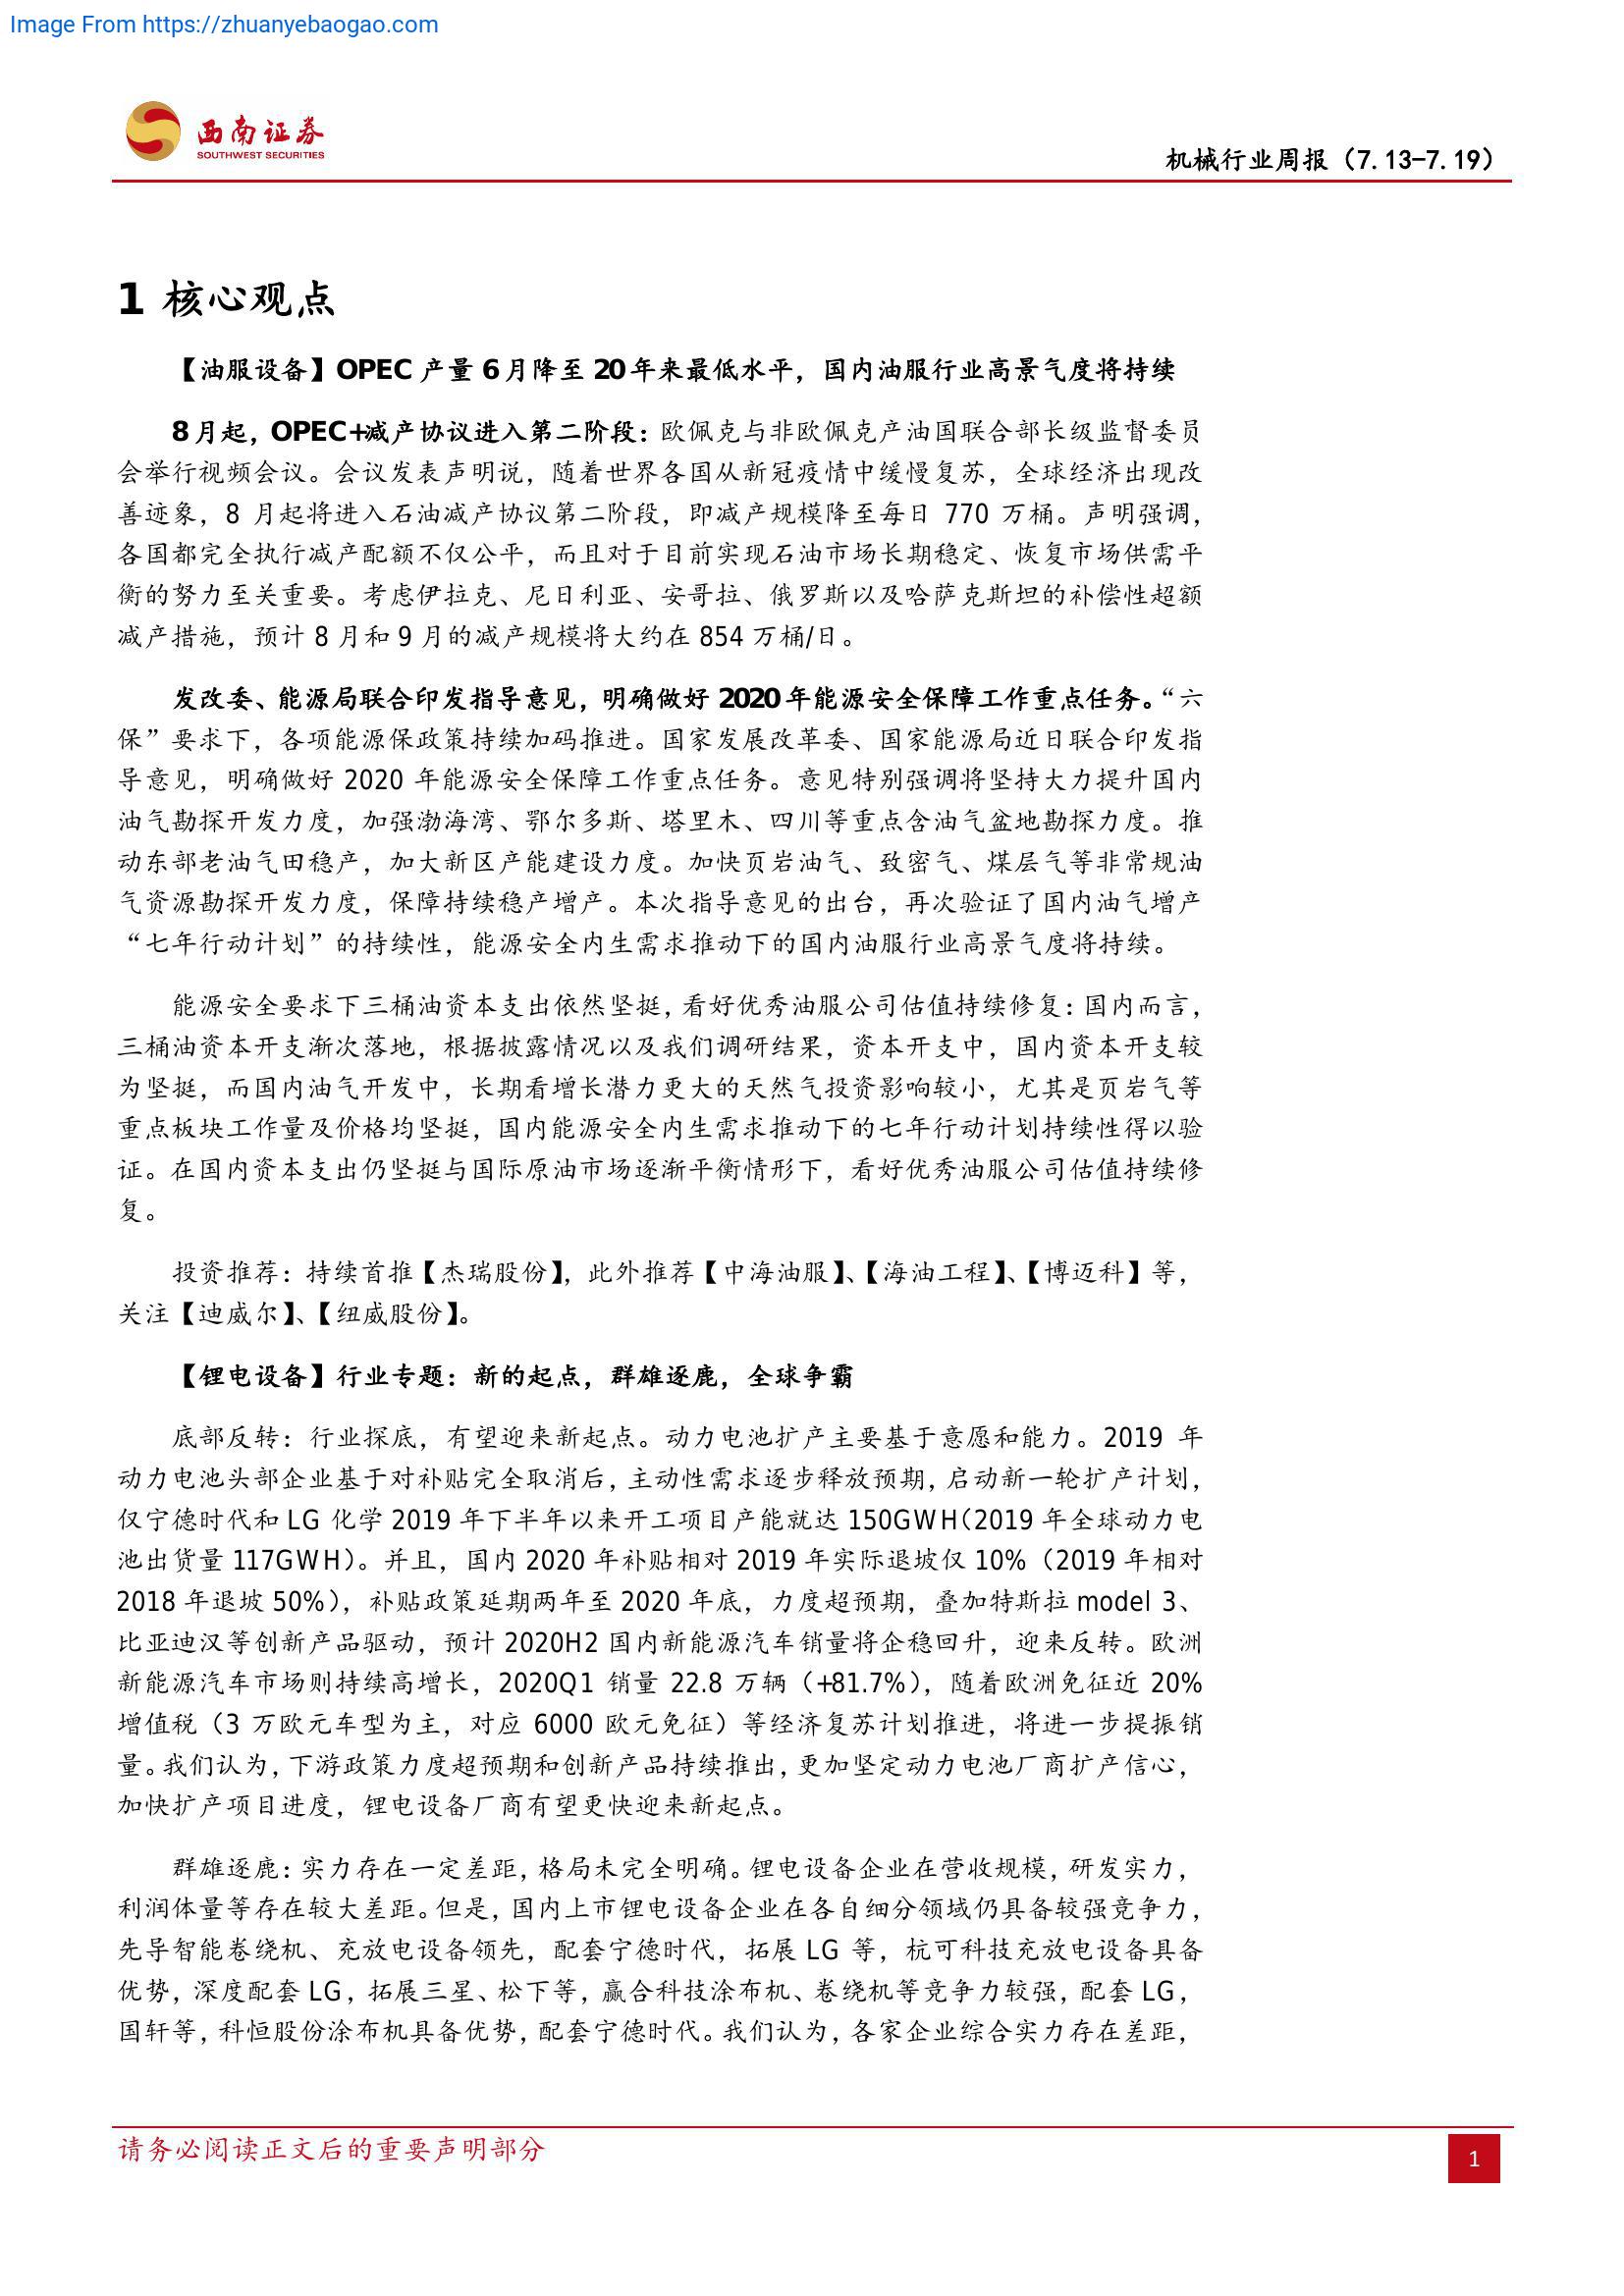 Image From https://zhuanyebaogao.com
西南证券
SOUTHWEST SECURITIES
机械行业周报（7.13-7.19）
1 核心观点
【油服设备】OPEC 产量 6 月降至 20 年来最低水平，国内油服行业高景气度将持续
8 月起，OPEC+减产协议进入第二阶段：欧佩克与非欧佩克产油国联合部长级监督委员
会举行视频会议。会议发表声明说，随着世界各国从新冠疫情中缓慢复苏，全球经济出现改
善迹象，8 月起将进入石油减产协议第二阶段，即减产规模降至每日 770 万桶。声明强调，
各国都完全执行减产配额不仅公平，而且对于目前实现石油市场长期稳定、恢复市场供需平
衡的努力至关重要。考虑伊拉克、尼日利亚、安哥拉、俄罗斯以及哈萨克斯坦的补偿性超额
减产措施，预计 8 月和 9 月的减产规模将大约在 854 万桶/日。
发改委、能源局联合印发指导意见，明确做好 2020 年能源安全保障工作重点任务。“六
保”要求下，各项能源保政策持续加码推进。国家发展改革委、国家能源局近日联合印发指
导意见，明确做好 2020 年能源安全保障工作重点任务。意见特别强调将坚持大力提升国内
油气勘探开发力度，加强渤海湾、鄂尔多斯、塔里木、四川等重点含油气盆地勘探力度。推
动东部老油气田稳产，加大新区产能建设力度。加快页岩油气、致密气、煤层气等非常规油
气资源勘探开发力度，保障持续稳产增产。本次指导意见的出台，再次验证了国内油气增产
“七年行动计划”的持续性，能源安全内生需求推动下的国内油服行业高景气度将持续。
能源安全要求下三桶油资本支出依然坚挺，看好优秀油服公司估值持续修复：国内而言，
三桶油资本开支渐次落地，根据披露情况以及我们调研结果，资本开支中，国内资本开支较
为坚挺，而国内油气开发中，长期看增长潜力更大的天然气投资影响较小，尤其是页岩气等
重点板块工作量及价格均坚挺，国内能源安全内生需求推动下的七年行动计划持续性得以验
证。在国内资本支出仍坚挺与国际原油市场逐渐平衡情形下，看好优秀油服公司估值持续修
复。
投资推荐：持续首推【杰瑞股份】，此外推荐【中海油服】、【海油工程】、【博迈科】等，
关注【迪威尔】、【纽威股份】。
【锂电设备】行业专题：新的起点，群雄逐鹿，全球争霸
底部反转：行业探底，有望迎来新起点。动力电池扩产主要基于意愿和能力。2019 年
动力电池头部企业基于对补贴完全取消后，主动性需求逐步释放预期，启动新一轮扩产计划，
仅宁德时代和 LG 化学 2019 年下半年以来开工项目产能就达 150GWH（2019 年全球动力电
池出货量 117GWH）。并且，国内 2020 年补贴相对 2019 年实际退坡仅 10%（2019 年相对
2018 年退坡 50%），补贴政策延期两年至 2020 年底，力度超预期，叠加特斯拉 model 3、
比亚迪汉等创新产品驱动，预计 2020H2 国内新能源汽车销量将企稳回升，迎来反转。欧洲
新能源汽车市场则持续高增长，2020Q1 销量 22.8 万辆（+81.7%），随着欧洲免征近 20%
增值税（3 万欧元车型为主，对应 6000 欧元免征）等经济复苏计划推进，将进一步提振销
量。我们认为，下游政策力度超预期和创新产品持续推出，更加坚定动力电池厂商扩产信心，
加快扩产项目进度，锂电设备厂商有望更快迎来新起点。
群雄逐鹿：实力存在一定差距，格局未完全明确。锂电设备企业在营收规模，研发实力，
利润体量等存在较大差距。但是，国内上市锂电设备企业在各自细分领域仍具备较强竞争力，
先导智能卷绕机、充放电设备领先，配套宁德时代，拓展 LG 等，杭可科技充放电设备具备
优势，深度配套 LG，拓展三星、松下等，赢合科技涂布机、卷绕机等竞争力较强，配套 LG，
国轩等，科恒股份涂布机具备优势，配套宁德时代。我们认为，各家企业综合实力存在差距，
请务必阅读正文后的重要声明部分
1